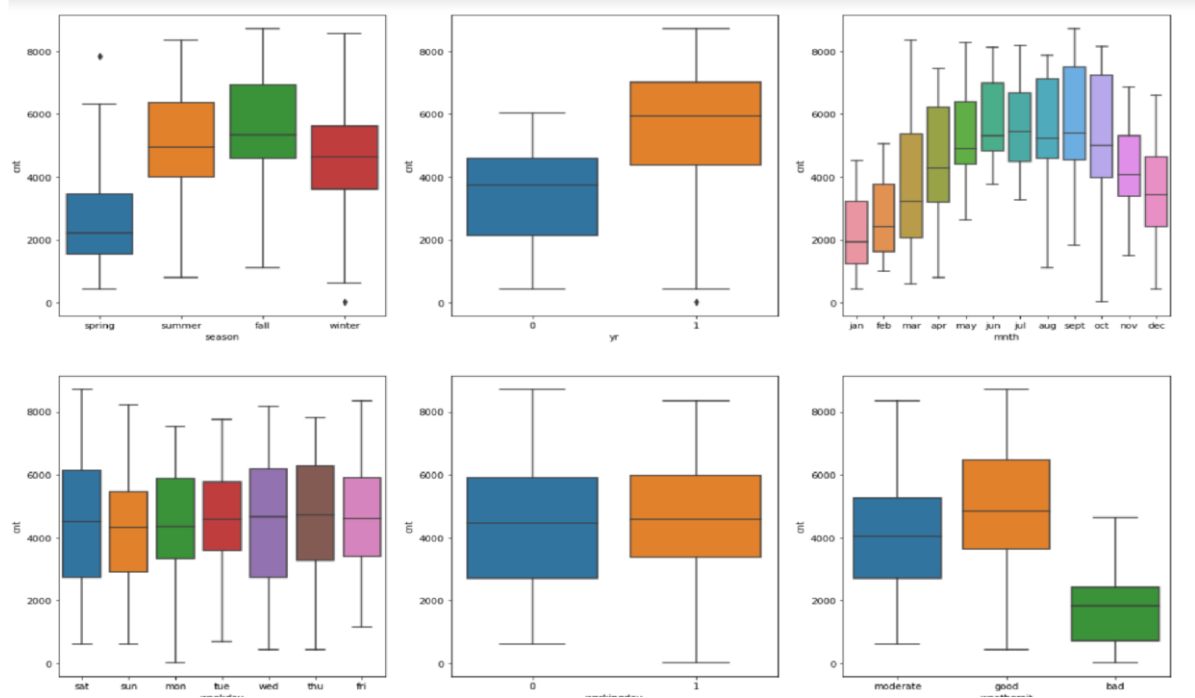 8000
6000
4000
2000
0
cnt
spring summer fall winter
season
8000
6000
4000
2000
0
cnt
0 1
yr
8000
6000
4000
2000
0
cnt
jan feb mar apr may jun jul aug sept oct nov dec
mnth
8000
6000
4000
2000
0
cnt
sat sun mon tue wed thu fri
weekday
8000
6000
4000
2000
0
cnt
0 1
workingday
8000
6000
4000
2000
0
cnt
moderate good bad